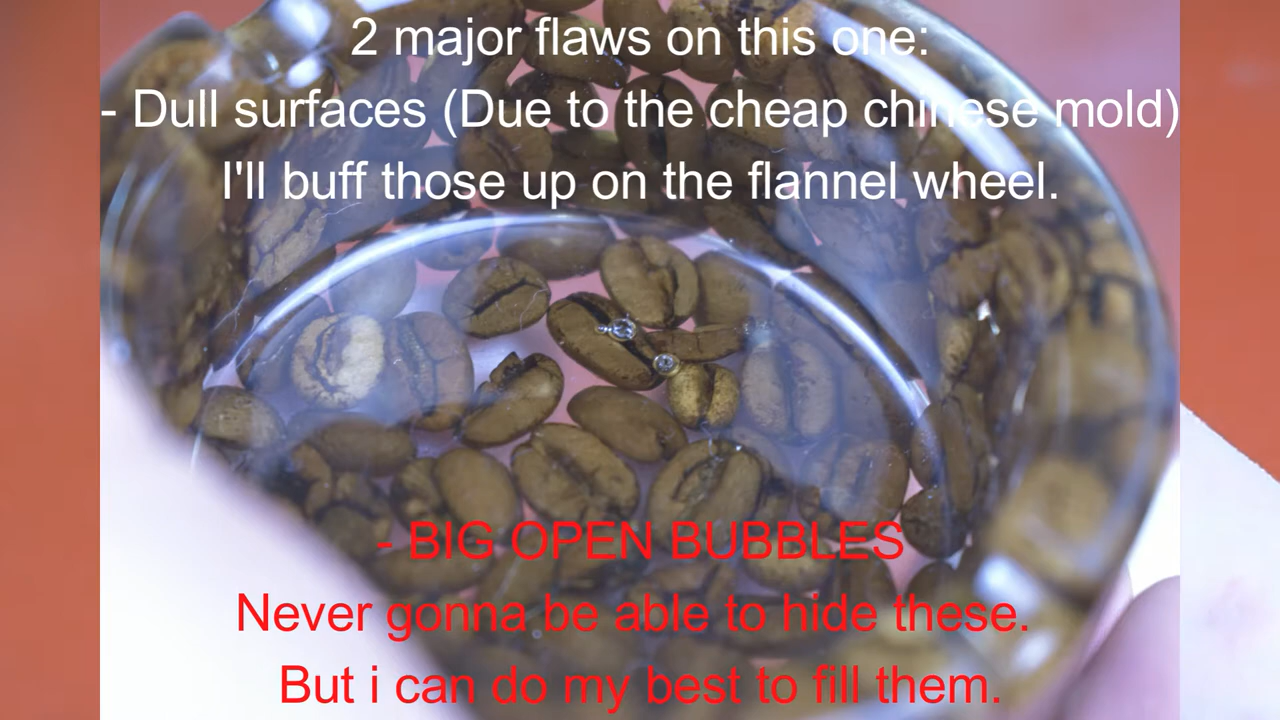 2 major flaws on this one:
- Dull surfaces (Due to the cheap chinese mold)
I'll buff those up on the flannel wheel.
- BIG OPEN BUBBLES
Never gonna be able to hide these.
But i can do my best to fill them.